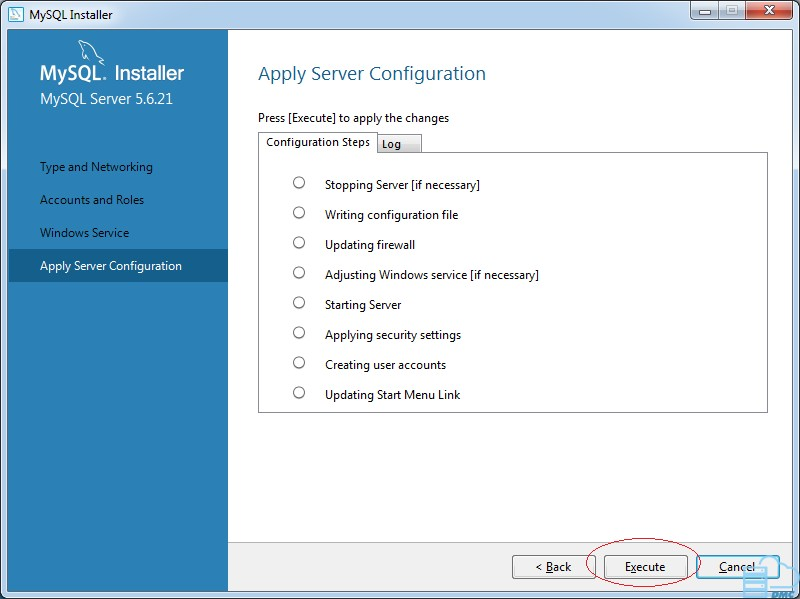 MySQL Installer
MySQL. Installer
MySQL Server 5.6.21
Type and Networking
Accounts and Roles
Windows Service
Apply Server Configuration
Apply Server Configuration
Press [Execute] to apply the changes
Configuration Steps Log
Stopping Server [if necessary]
Writing configuration file
Updating firewall
Adjusting Windows service [if necessary]
Starting Server
Applying security settings
Creating user accounts
Updating Start Menu Link
< Back Execute Cancel
DMC